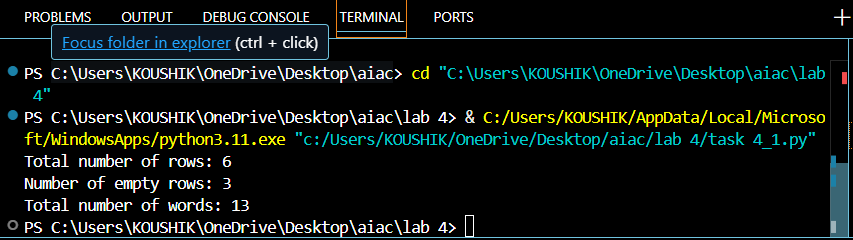 PROBLEMS OUTPUT DEBUG CONSOLE TERMINAL PORTS
Focus folder in explorer (ctrl + click)
PS C:\Users\KOUSHIK\OneDrive\Desktop\aiac> cd "C:\Users\KOUSHIK\OneDrive\Desktop\aiac\lab
4"
PS C:\Users\KOUSHIK\OneDrive\Desktop\aiac\lab 4> & C:/Users/KOUSHIK/AppData/Local/Microso
ft/WindowsApps/python3.11.exe "c:/Users/KOUSHIK/OneDrive/Desktop/aiac/lab 4/task 4_1.py"
Total number of rows: 6
Number of empty rows: 3
Total number of words: 13
PS C:\Users\KOUSHIK\OneDrive\Desktop\aiac\lab 4>